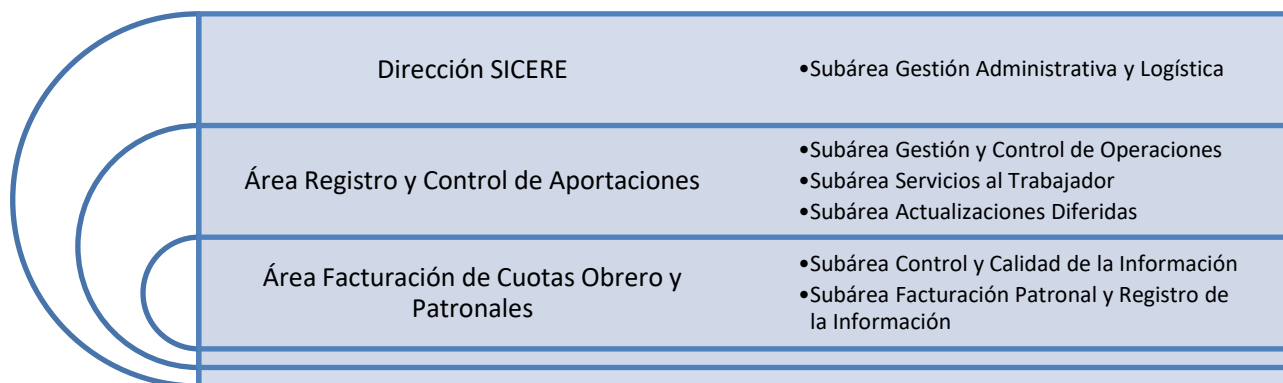 Dirección SICERE
•Subárea Gestión Administrativa y Logística
Área Registro y Control de Aportaciones
•Subárea Gestión y Control de Operaciones
•Subárea Servicios al Trabajador
•Subárea Actualizaciones Diferidas
Área Facturación de Cuotas Obrero y
Patronales
•Subárea Control y Calidad de la Información
•Subárea Facturación Patronal y Registro de
la Información